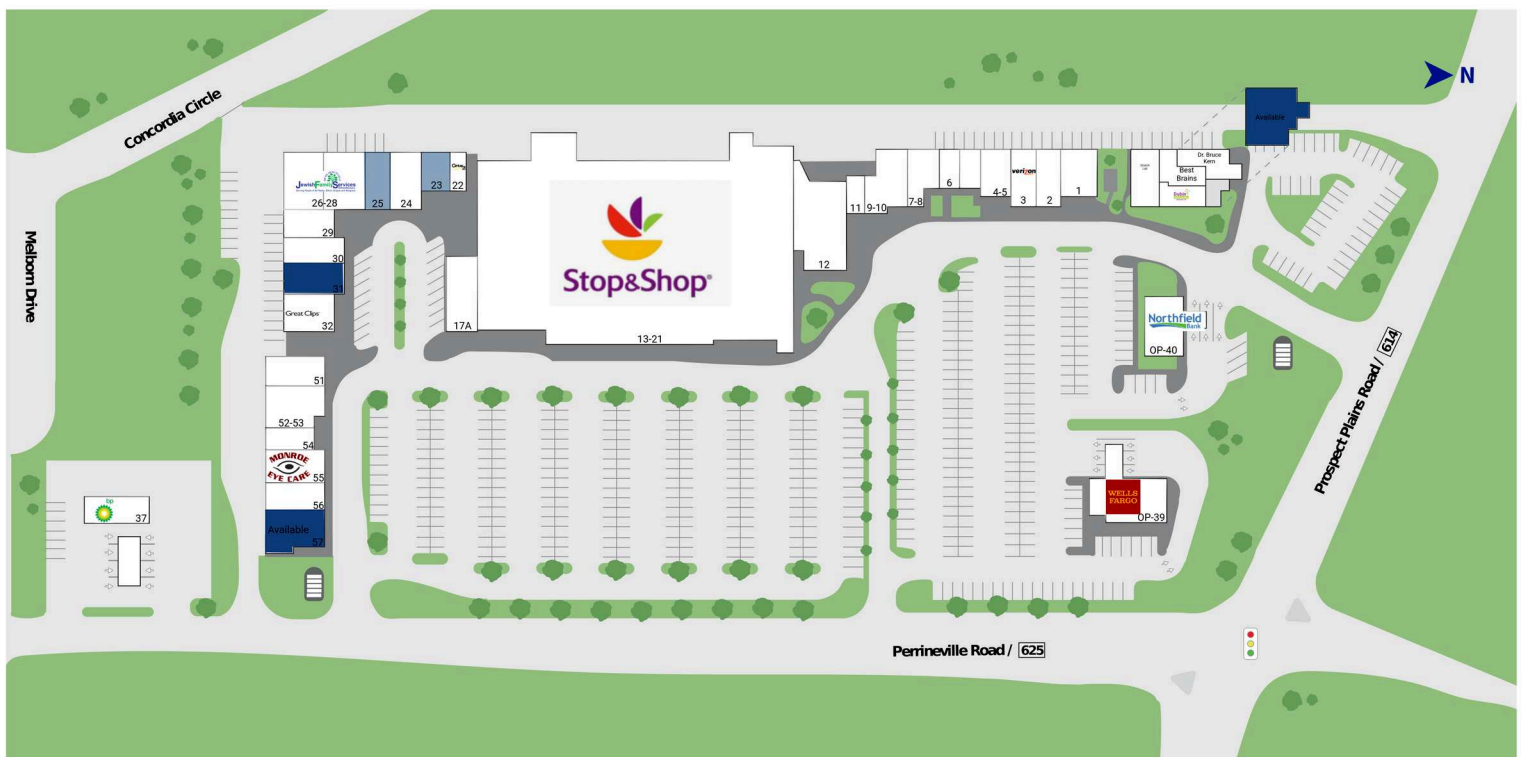 N
Concordia Circle
Melborn Drive
Available
Dr. Bruce
Kern
Best
Brains
Jewish Family Services
26-28
25
24
23
22
29
30
31
Great Clips
32
17A
Stop&Shop®
13-21
12
11
9-10
7-8
6
4-5
verizon
3
2
1
Northfield
Bank
OP-40
Prospect Plains Road / 614
51
52-53
54
MONROE
EYE CARE
55
56
Available
57
bp
37
WELLS
FARGO
OP-39
Perrineville Road / 625